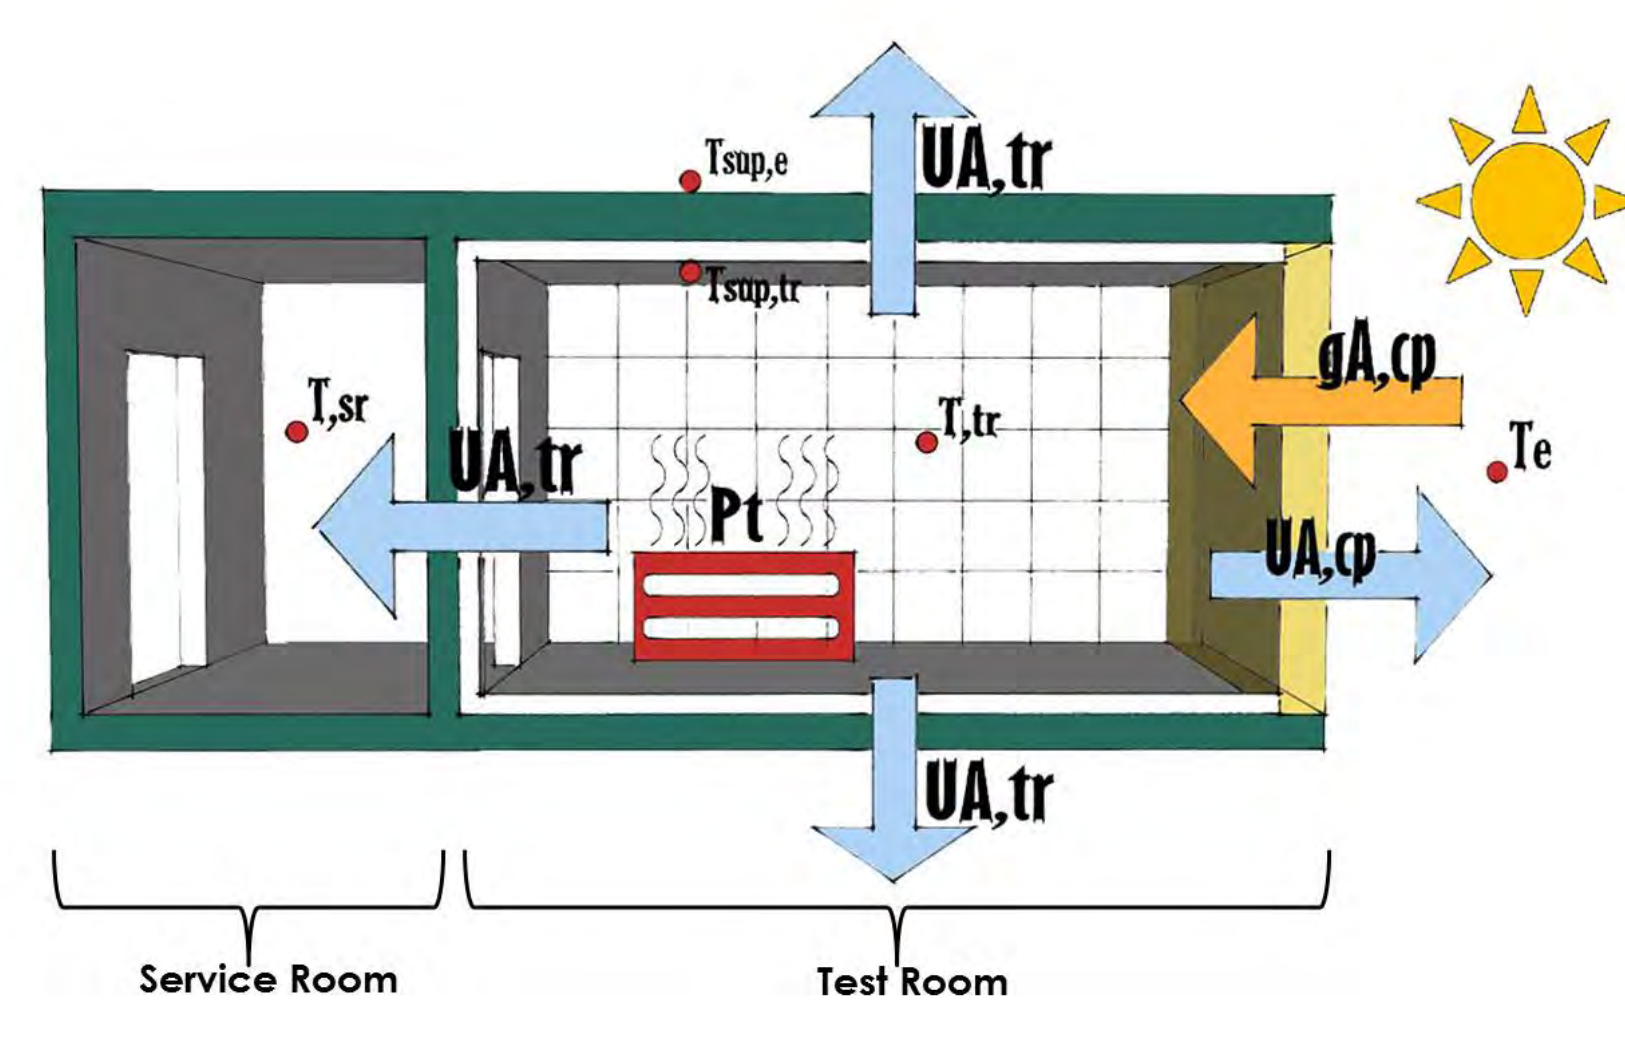 Tsup,e
UA,tr
Tsup,tr
gA,cp
T,sr
T,tr
Te
UA,tr
Pt
UA,cp
UA,tr
Service Room
Test Room